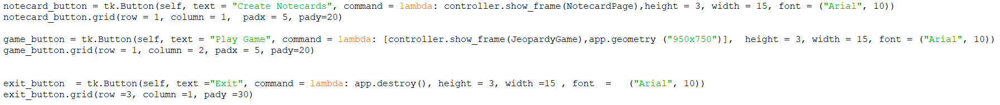 notecard_button = tk.Button(self, text = "Create Notecards", command = lambda: controller.show_frame(NotecardPage),height = 3, width = 15, font = ("Arial", 10))
notecard_button.grid(row = 1, column = 1,  padx = 5, pady=20)
game_button = tk.Button(self, text = "Play Game", command = lambda: [controller.show_frame(JeopardyGame),app.geometry ("950x750")],  height = 3, width = 15, font = ("Arial", 10))
game_button.grid(row = 1, column = 2, padx = 5, pady=20)
exit_button  = tk.Button(self, text ="Exit", command = lambda: app.destroy(), height = 3, width =15 , font  =   ("Arial", 10))
exit_button.grid(row =3, column =1, pady =30)